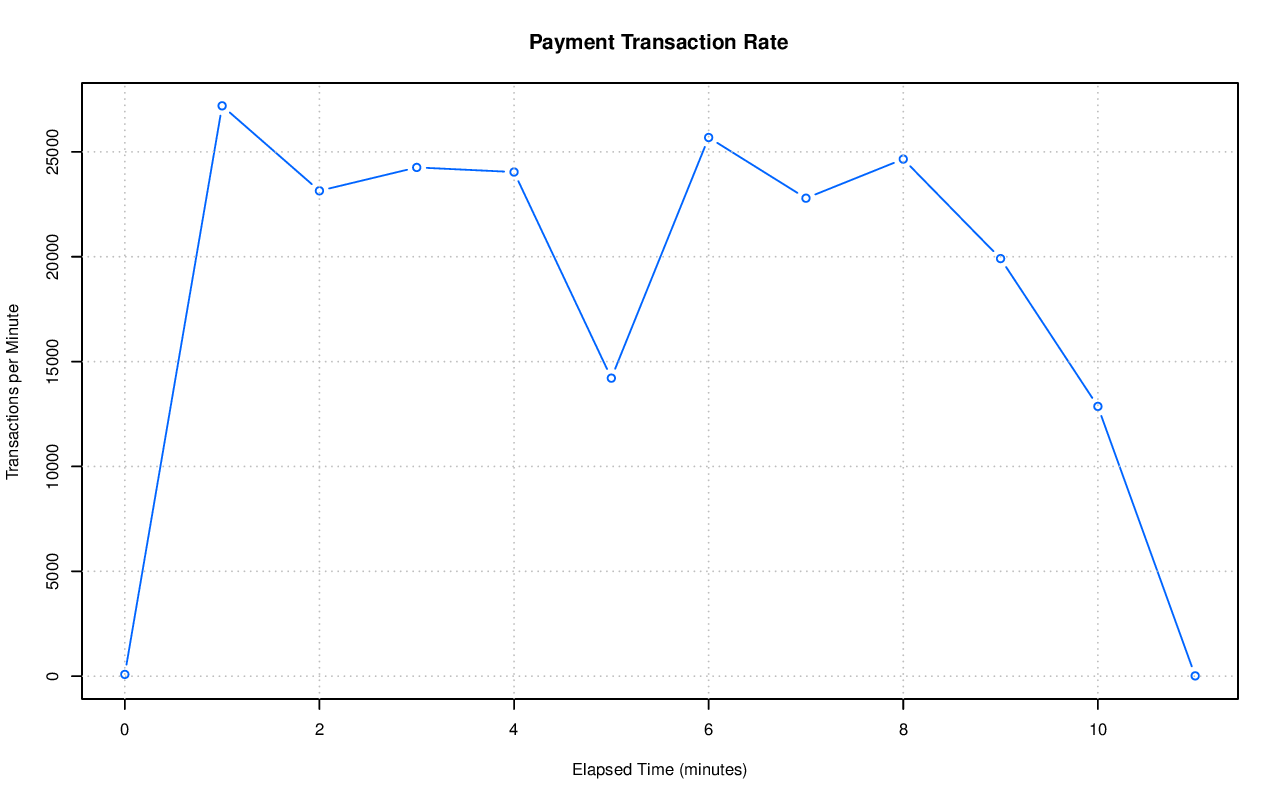 Payment Transaction Rate
Transactions per Minute
25000
20000
15000
10000
5000
0
0 2 4 6 8 10
Elapsed Time (minutes)